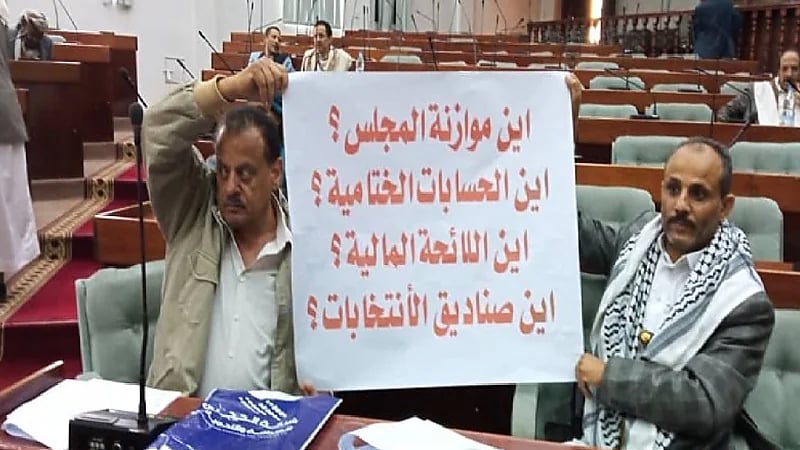 اين موازنة المجلس ؟
اين الحسابات الختامية ؟
اين اللائحة المالية ؟
اين صناديق الأنتخابات ؟